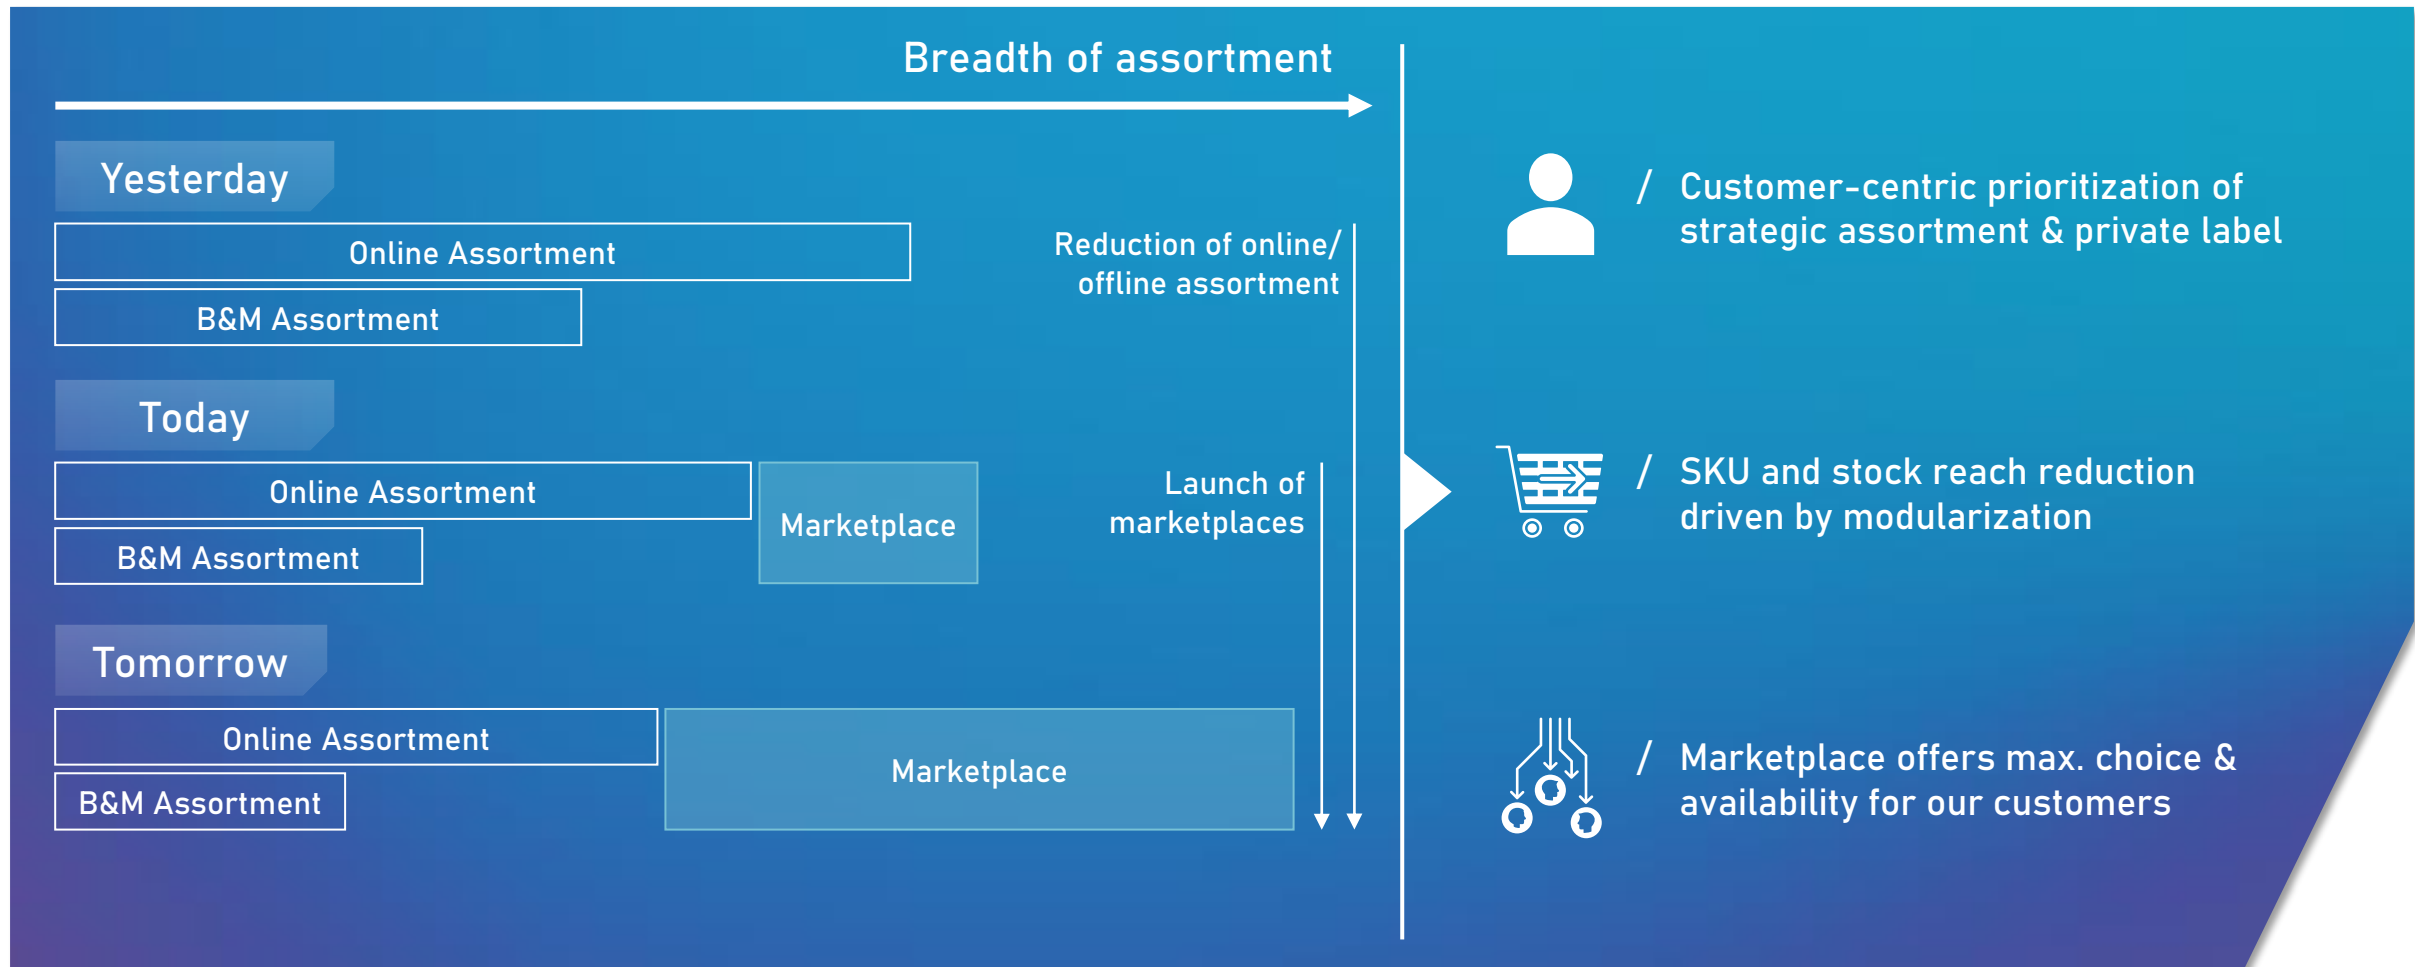 Breadth of assortment
Yesterday
Online Assortment
B&M Assortment
Reduction of online/
offline assortment
Today
Online Assortment
B&M Assortment
Marketplace
Launch of
marketplaces
Tomorrow
Online Assortment
B&M Assortment
Marketplace
/ Customer-centric prioritization of
strategic assortment & private label
/ SKU and stock reach reduction
driven by modularization
/ Marketplace offers max. choice &
availability for our customers